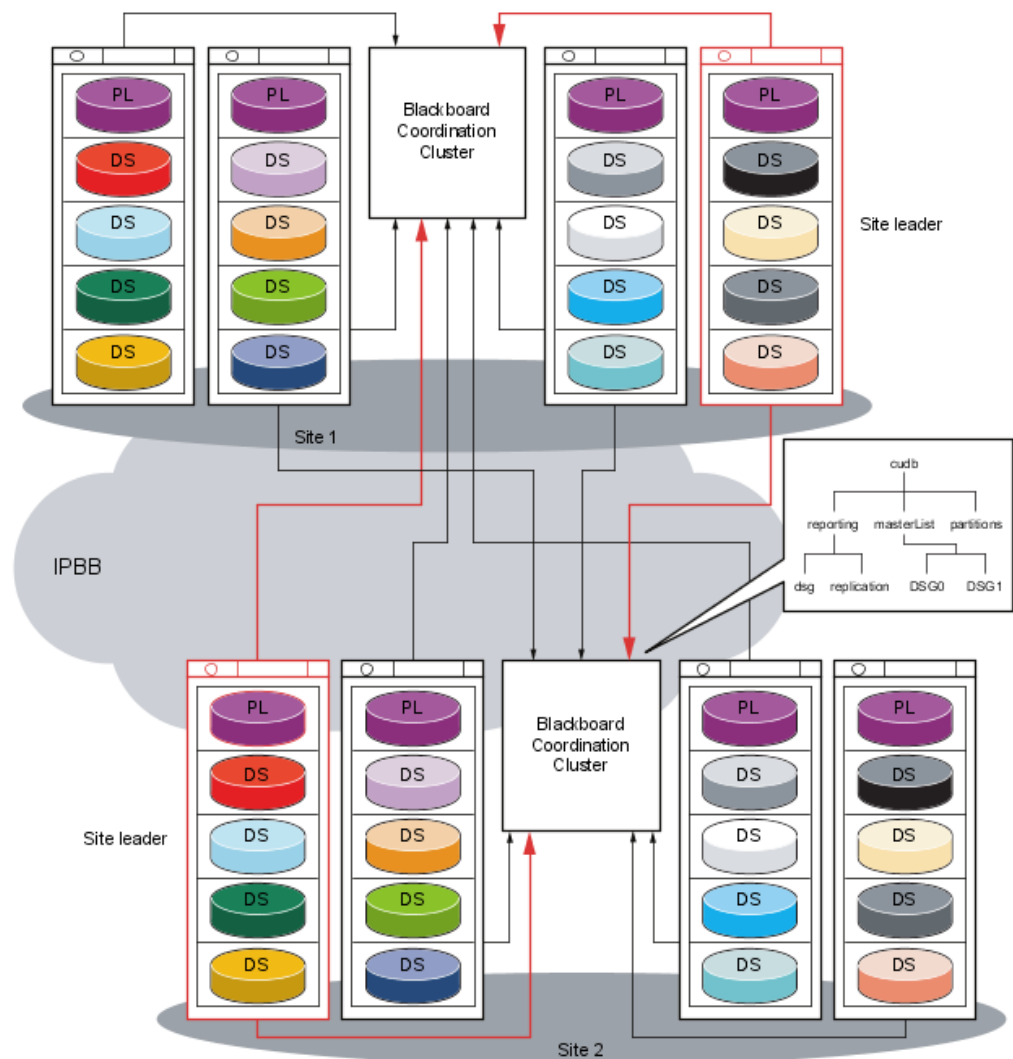 PL
PL
PL
PL
Blackboard
Coordination
Cluster
DS
DS
DS
DS
DS
DS
DS
DS
Site leader
DS
DS
DS
DS
DS
DS
DS
DS
Site 1
cudb
reporting masterList partitions
dsg replication DSG0 DSG1
IPBB
PL
PL
PL
PL
Blackboard
Coordination
Cluster
DS
DS
DS
DS
Site leader
DS
DS
DS
DS
DS
DS
DS
DS
DS
DS
DS
DS
Site 2